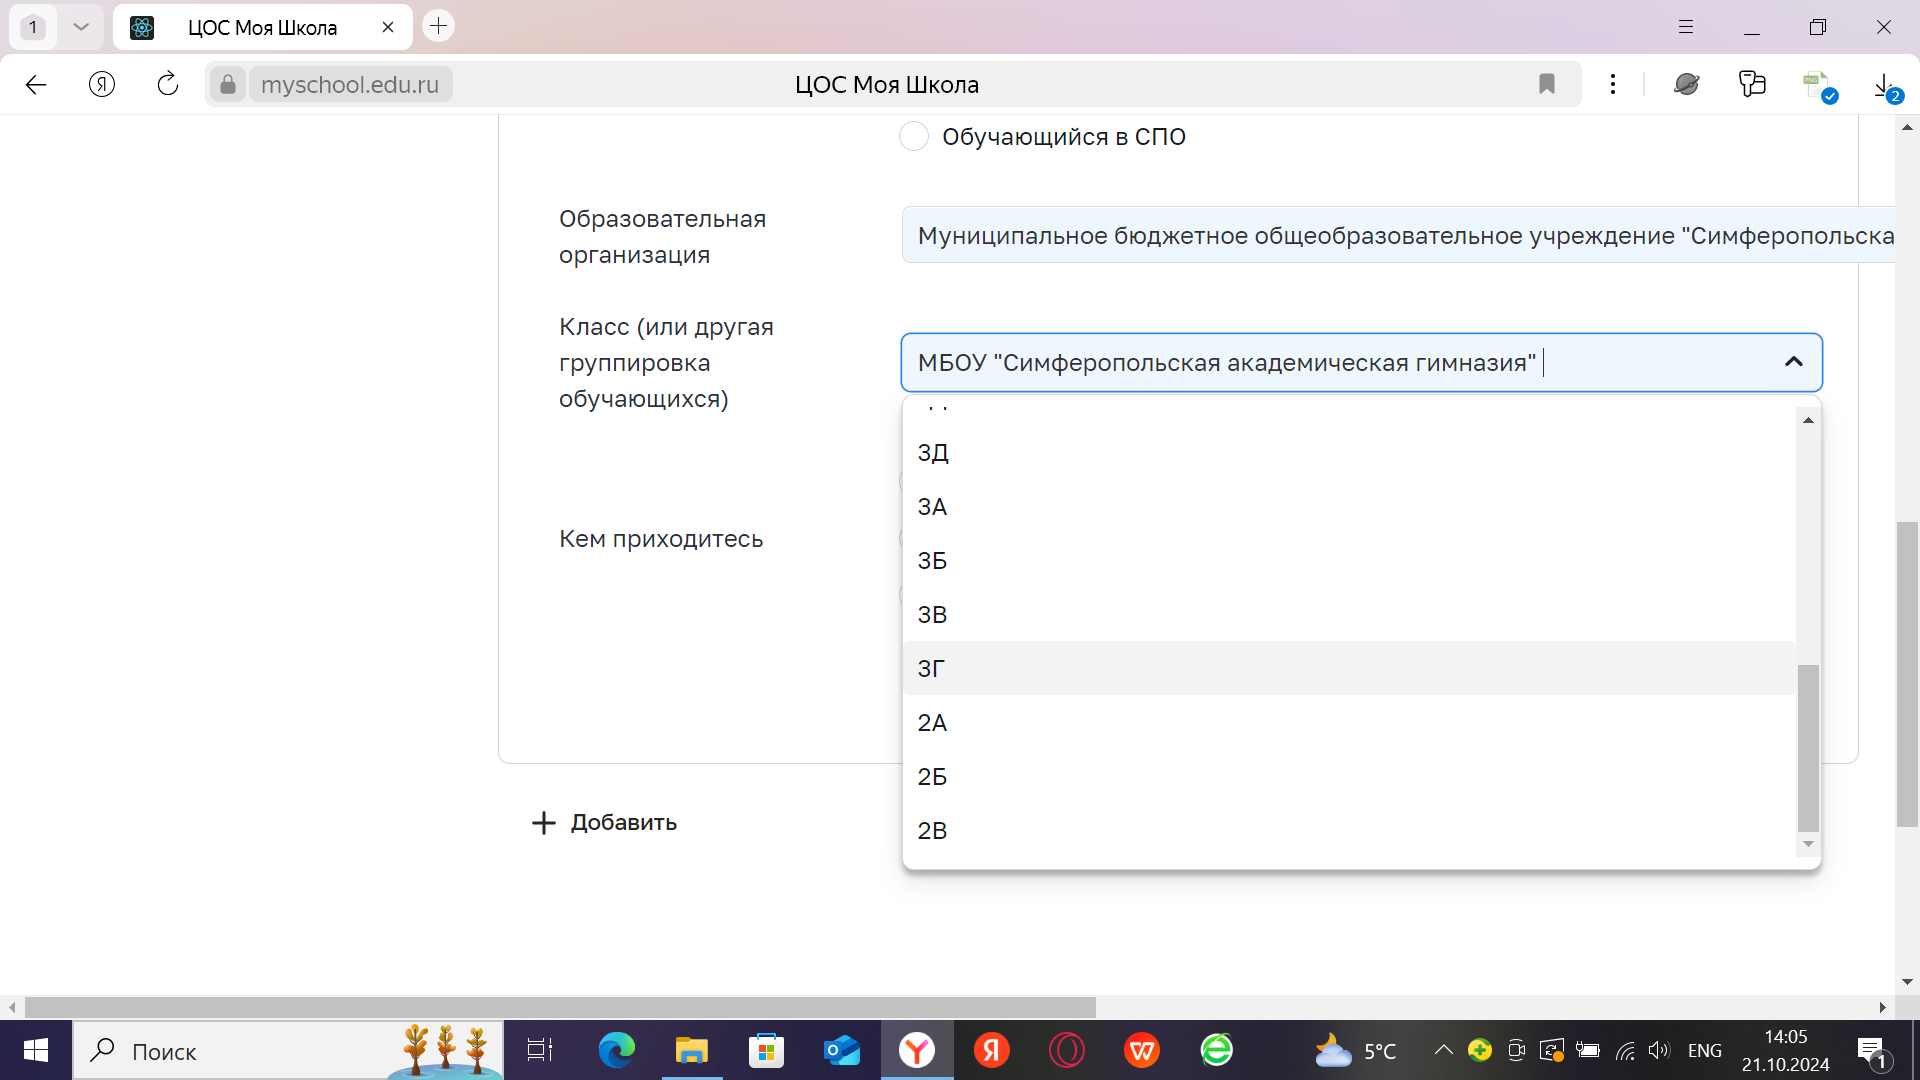 1
ЦОС Моя Школа
myschool.edu.ru
ЦОС Моя Школа
2
Обучающийся в СПО
Образовательная
организация
Муниципальное бюджетное общеобразовательное учреждение "Симферопольска
Класс (или другая
группировка
обучающихся)
МБОУ "Симферопольская академическая гимназия"
3Д
3А
3Б
3В
3Г
2А
2Б
2В
Кем приходитесь
Добавить
Поиск
5°C
ENG
14:05
21.10.2024
1